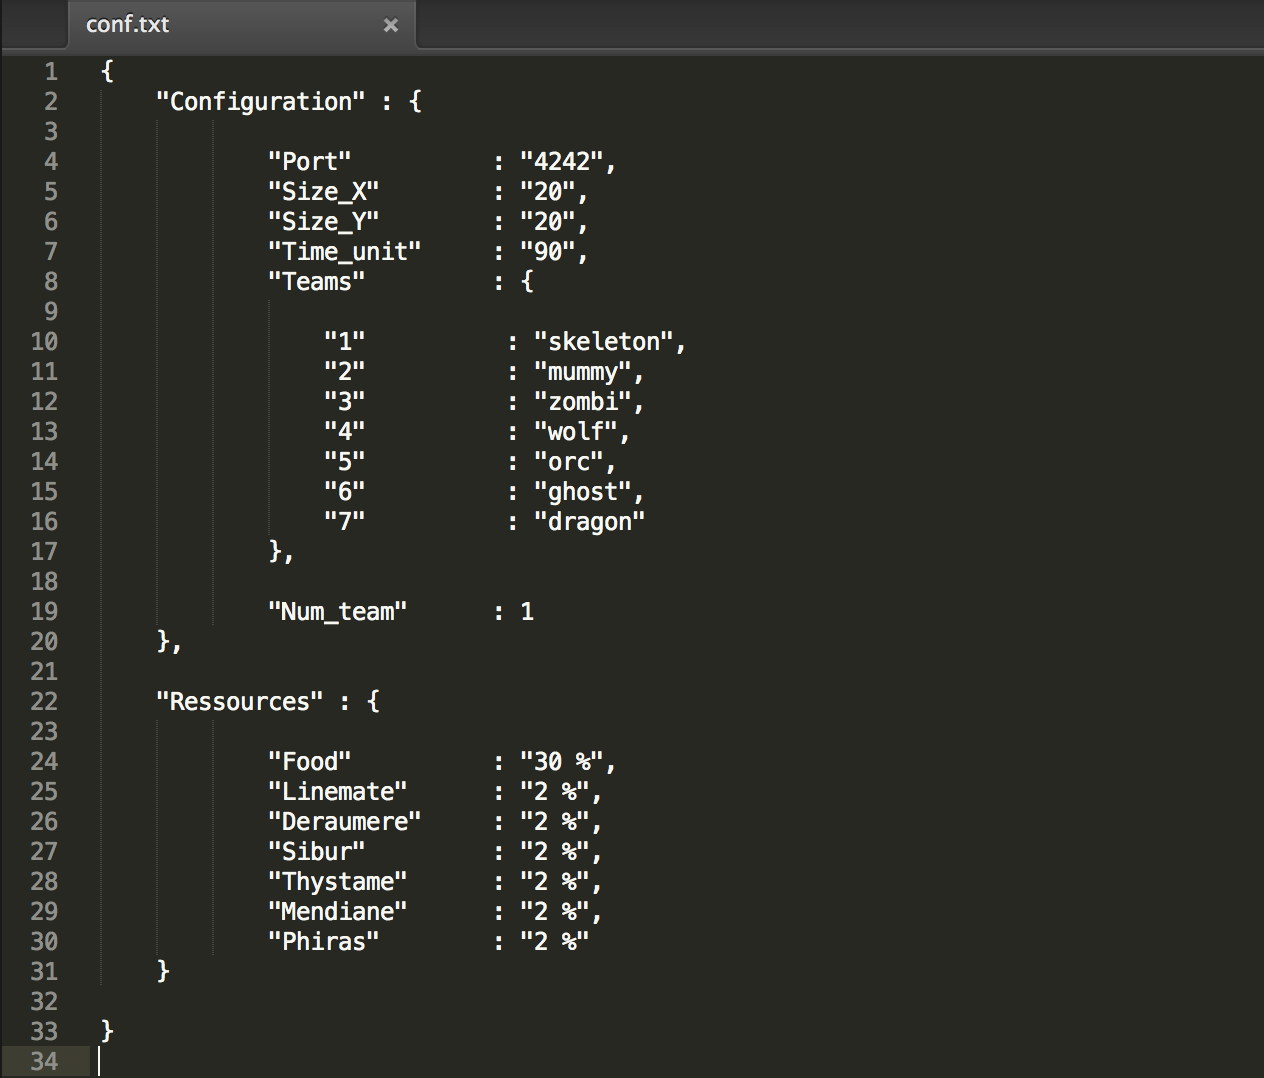 conf.txt ×
1 {
2 "Configuration" : {
3
4 "Port" : "4242",
5 "Size_X" : "20",
6 "Size_Y" : "20",
7 "Time_unit" : "90",
8 "Teams" : {
9
10 "1" : "skeleton",
11 "2" : "mummy",
12 "3" : "zombi",
13 "4" : "wolf",
14 "5" : "orc",
15 "6" : "ghost",
16 "7" : "dragon"
17 },
18
19 "Num_team" : 1
20 },
21
22 "Ressources" : {
23
24 "Food" : "30 %",
25 "Linemate" : "2 %",
26 "Deraumere" : "2 %",
27 "Sibur" : "2 %",
28 "Thystame" : "2 %",
29 "Mendiane" : "2 %",
30 "Phiras" : "2 %"
31 }
32
33 }
34